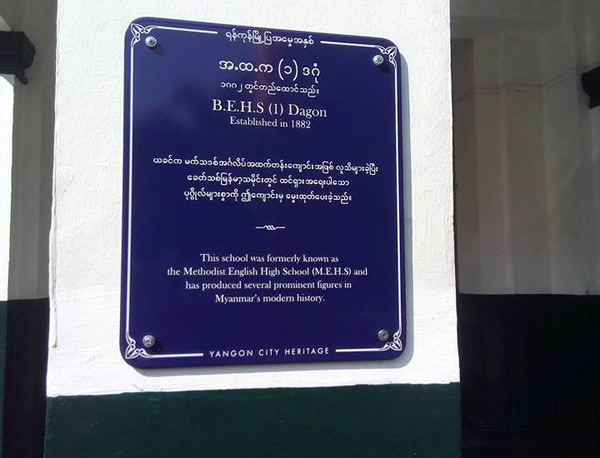 ရန်ကုန်မြို့ပြအမွေအနှစ်
အ.ထ.က (၁) ဒဂုံ
၁၈၈၂ တွင်တည်ထောင်သည်။
B.E.H.S (1) Dagon
Established in 1882
ယခင်က မက်သဒစ်အင်္ဂလိပ်အထက်တန်းကျောင်းအဖြစ် လူသိများခဲ့ပြီး
ခေတ်သစ်မြန်မာ့သမိုင်းတွင် ထင်ရှားအရေးပါသော
ပုဂ္ဂိုလ်များစွာကို ဤကျောင်းမှ မွေးထုတ်ပေးခဲ့သည်။
This school was formerly known as
the Methodist English High School (M.E.H.S) and
has produced several prominent figures in
Myanmar's modern history.
YANGON CITY HERITAGE